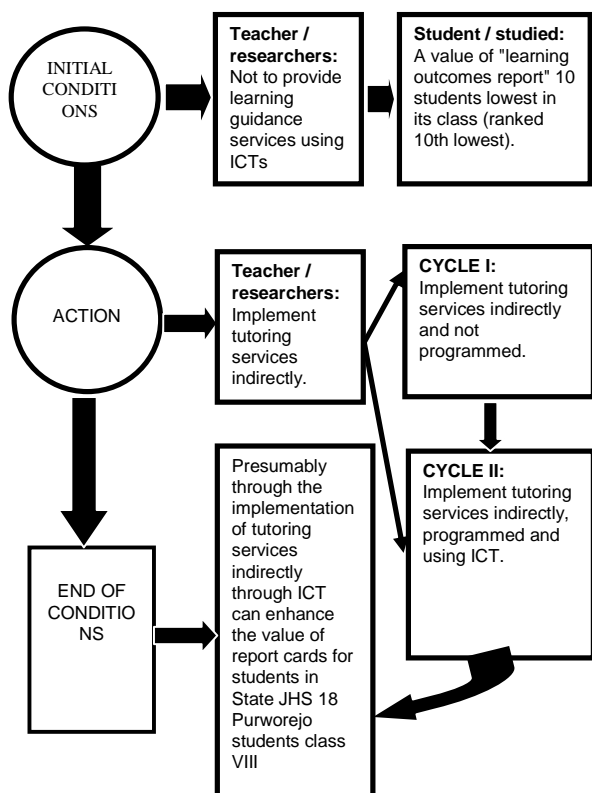 INITIAL
CONDITI
ONS
Teacher /
researchers:
Not to provide
learning
guidance
services using
ICTs
Student / studied:
A value of "learning
outcomes report" 10
students lowest in
its class (ranked
10th lowest).
ACTION
Teacher /
researchers:
Implement
tutoring
services
indirectly.
CYCLE I:
Implement tutoring
services indirectly
and not
programmed.
CYCLE II:
Implement tutoring
services indirectly,
programmed and
using ICT.
END OF
CONDITIO
NS
Presumably
through the
implementation
of tutoring
services
indirectly
through ICT
can enhance
the value of
report cards for
students in
State JHS 18
Purworejo
students class
VIII